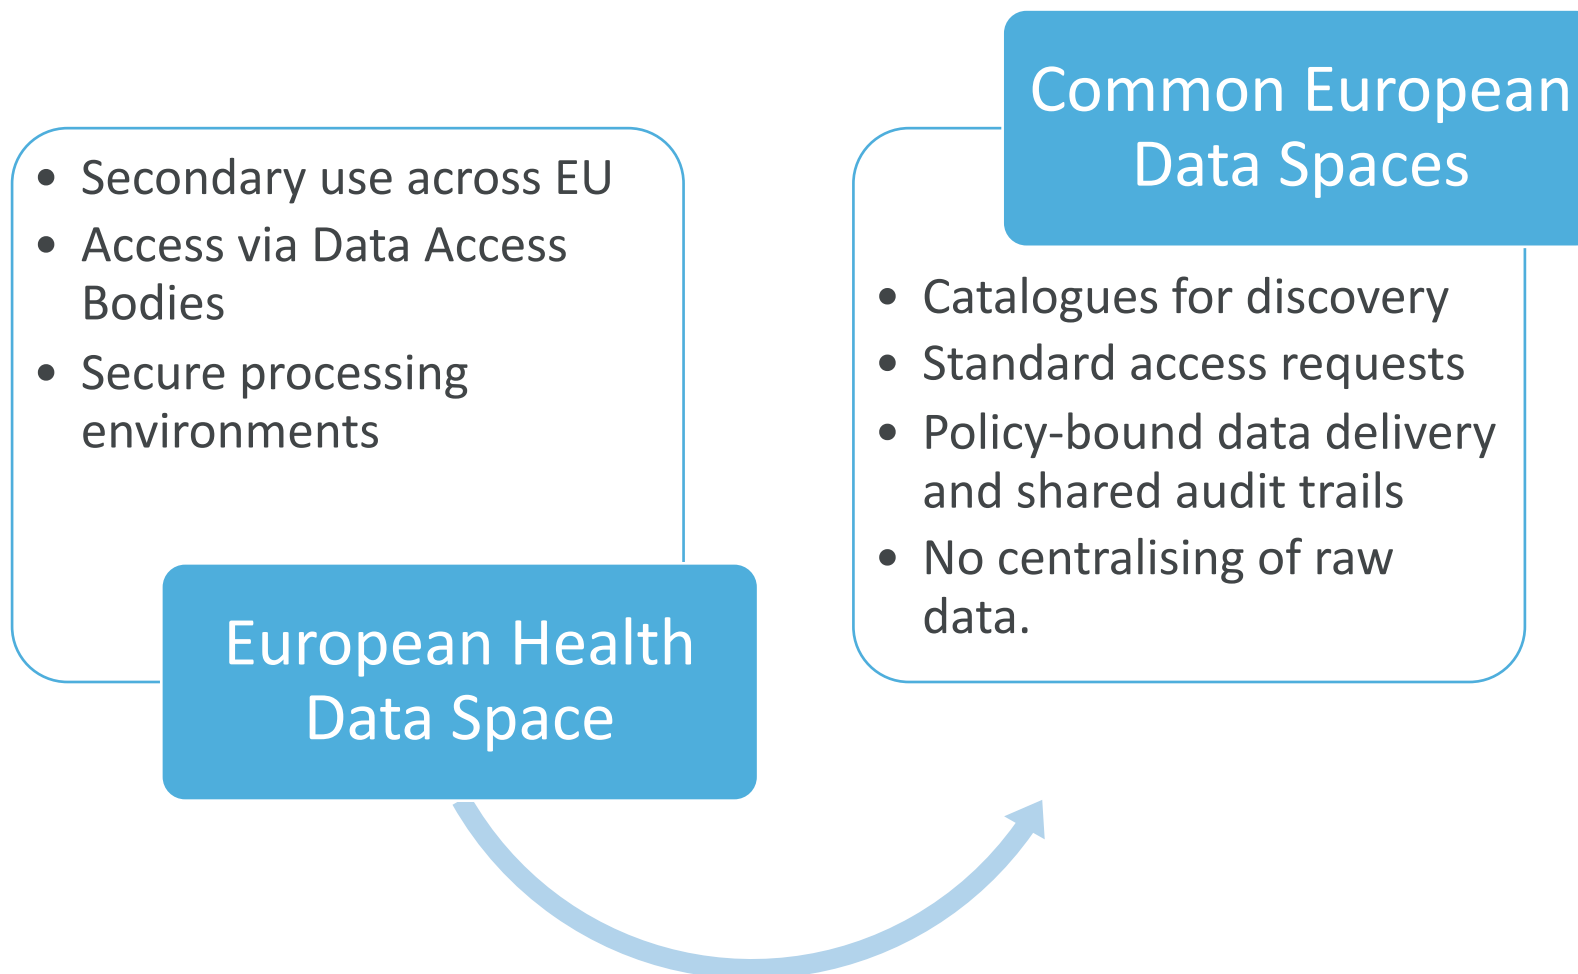 • Secondary use across EU
• Access via Data Access
Bodies
• Secure processing
environments
European Health
Data Space
Common European
Data Spaces
• Catalogues for discovery
• Standard access requests
• Policy-bound data delivery
and shared audit trails
• No centralising of raw
data.